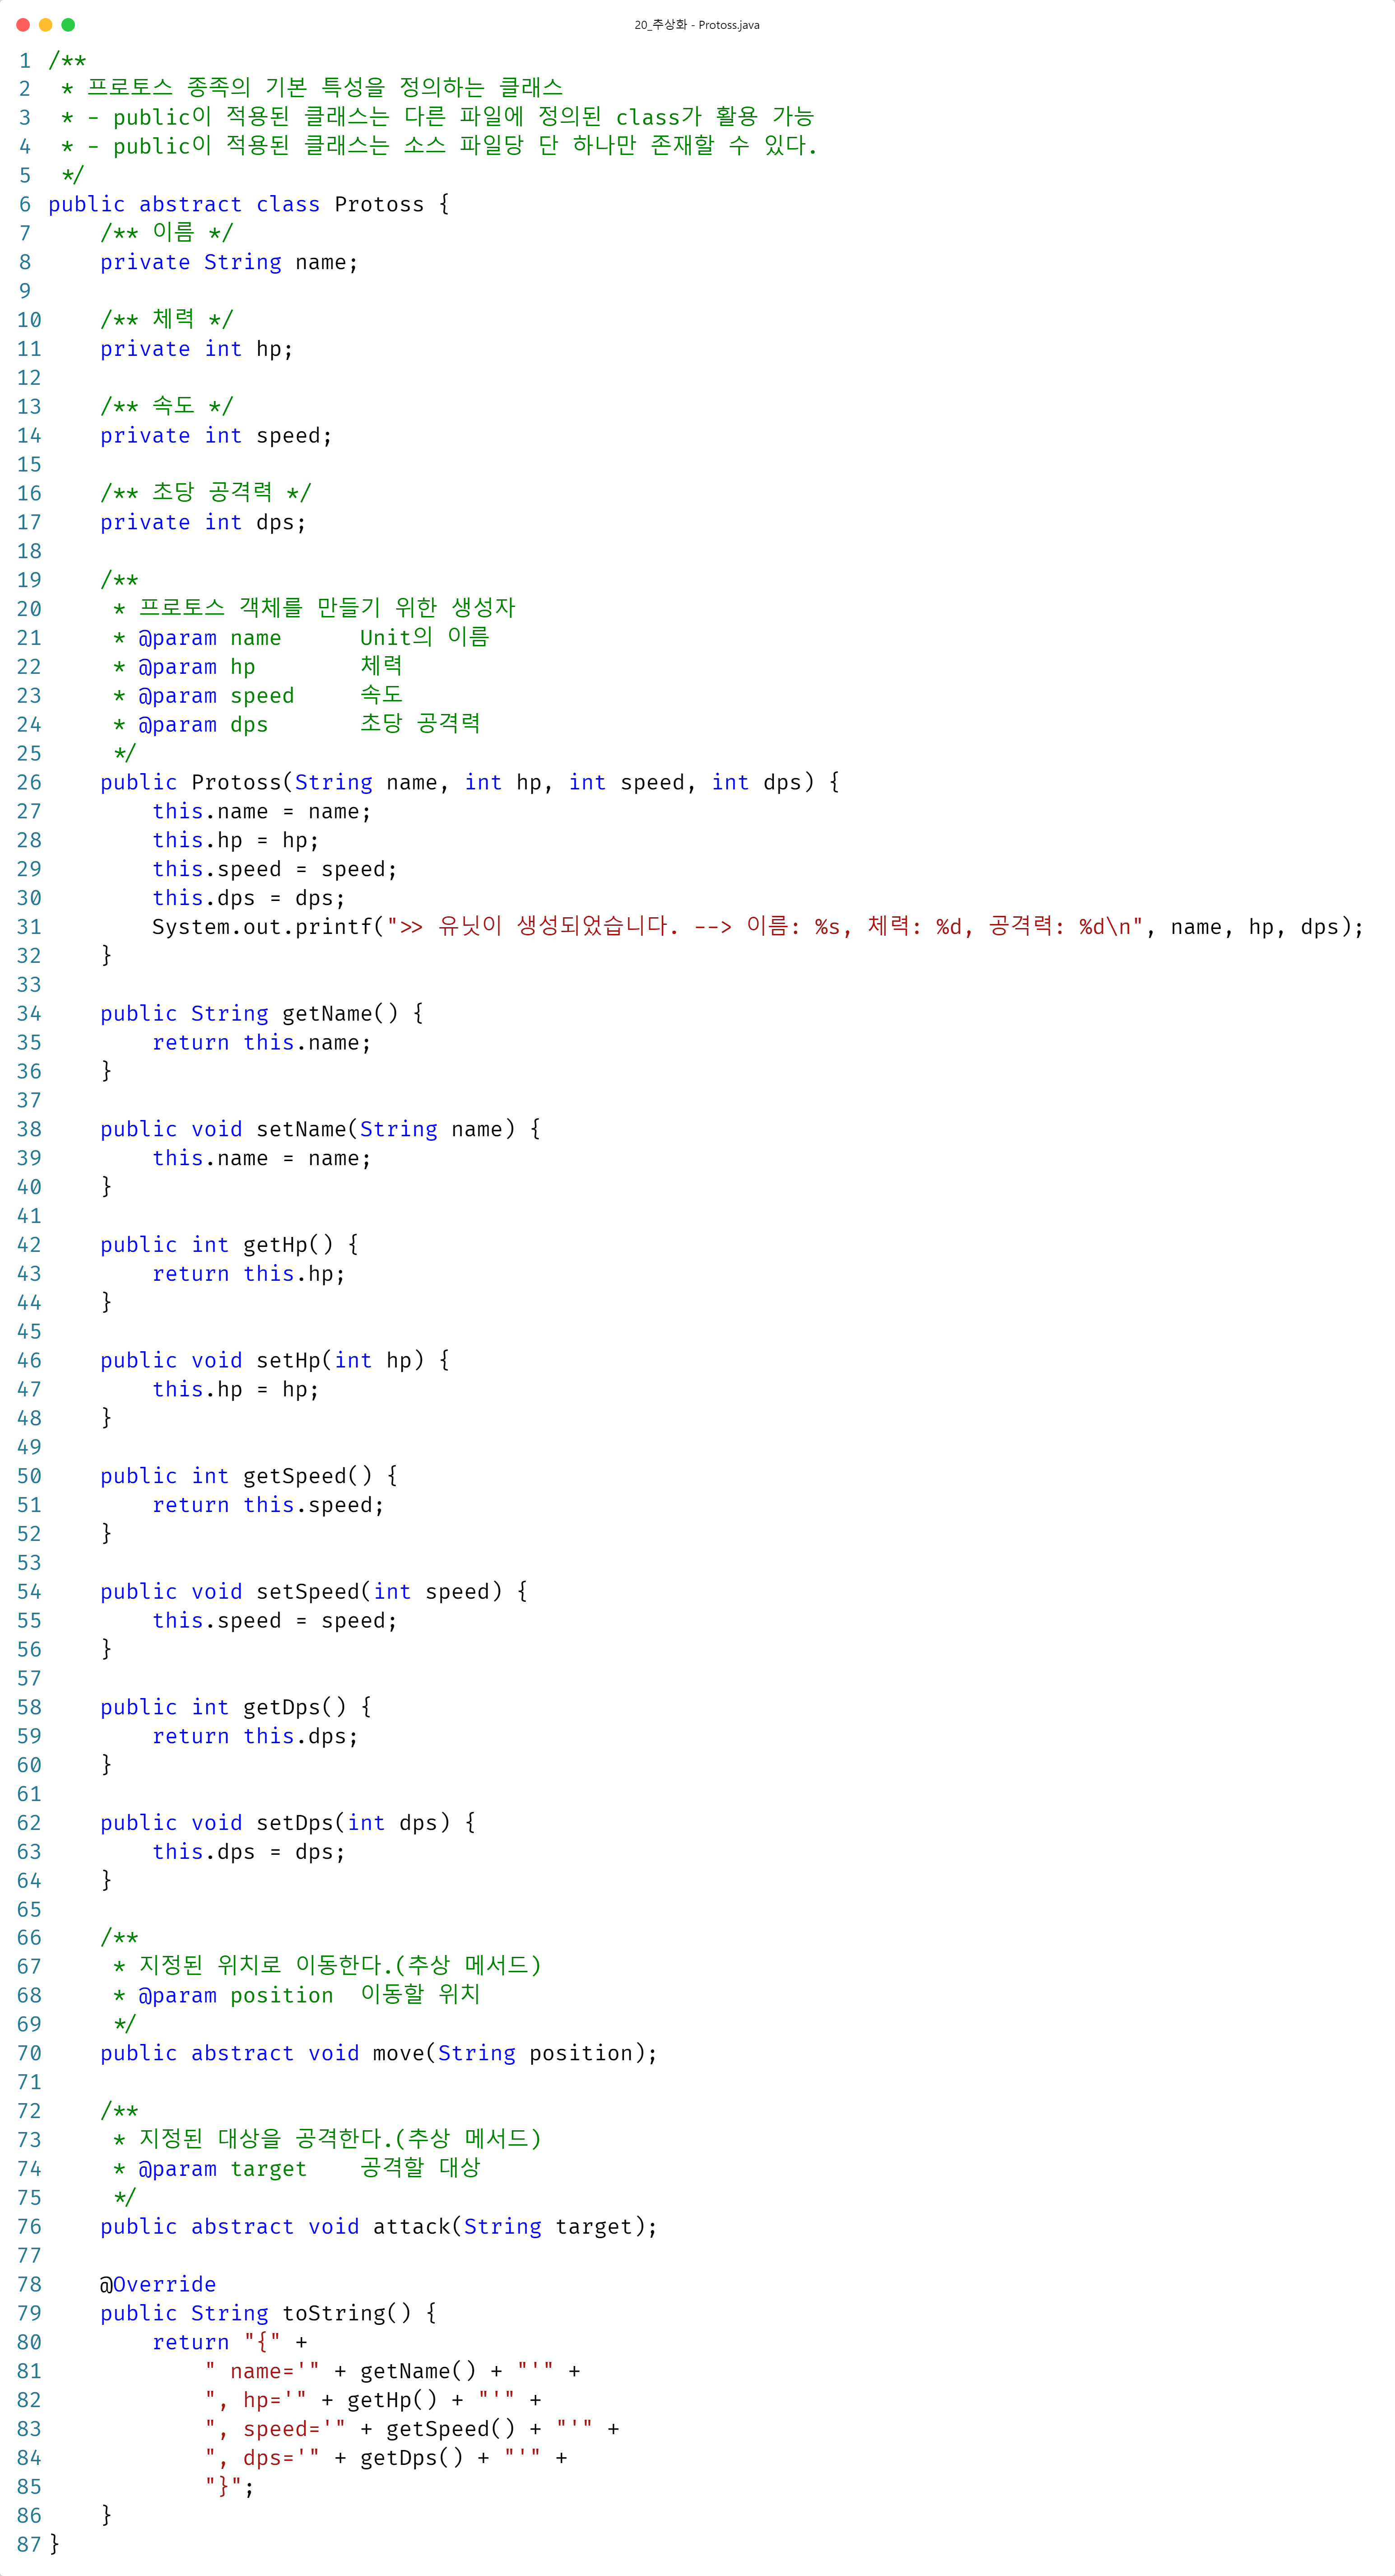 20_추상화 - Protoss.java
1 /**
2  * 프로토스 종족의 기본 특성을 정의하는 클래스
3  * - public이 적용된 클래스는 다른 파일에 정의된 class가 활용 가능
4  * - public이 적용된 클래스는 소스 파일당 단 하나만 존재할 수 있다.
5  */
6 public abstract class Protoss {
7     /** 이름 */
8     private String name;
9
10     /** 체력 */
11     private int hp;
12
13     /** 속도 */
14     private int speed;
15
16     /** 초당 공격력 */
17     private int dps;
18
19     /**
20      * 프로토스 객체를 만들기 위한 생성자
21      * @param name      Unit의 이름
22      * @param hp        체력
23      * @param speed     속도
24      * @param dps       초당 공격력
25      */
26     public Protoss(String name, int hp, int speed, int dps) {
27         this.name = name;
28         this.hp = hp;
29         this.speed = speed;
30         this.dps = dps;
31         System.out.printf(">> 유닛이 생성되었습니다. --> 이름: %s, 체력: %d, 공격력: %d\n", name, hp, dps);
32     }
33
34     public String getName() {
35         return this.name;
36     }
37
38     public void setName(String name) {
39         this.name = name;
40     }
41
42     public int getHp() {
43         return this.hp;
44     }
45
46     public void setHp(int hp) {
47         this.hp = hp;
48     }
49
50     public int getSpeed() {
51         return this.speed;
52     }
53
54     public void setSpeed(int speed) {
55         this.speed = speed;
56     }
57
58     public int getDps() {
59         return this.dps;
60     }
61
62     public void setDps(int dps) {
63         this.dps = dps;
64     }
65
66     /**
67      * 지정된 위치로 이동한다.(추상 메서드)
68      * @param position  이동할 위치
69      */
70     public abstract void move(String position);
71
72     /**
73      * 지정된 대상을 공격한다.(추상 메서드)
74      * @param target    공격할 대상
75      */
76     public abstract void attack(String target);
77
78     @Override
79     public String toString() {
80         return "{" +
81             " name='" + getName() + "'" +
82             ", hp='" + getHp() + "'" +
83             ", speed='" + getSpeed() + "'" +
84             ", dps='" + getDps() + "'" +
85             "}";
86     }
87 }